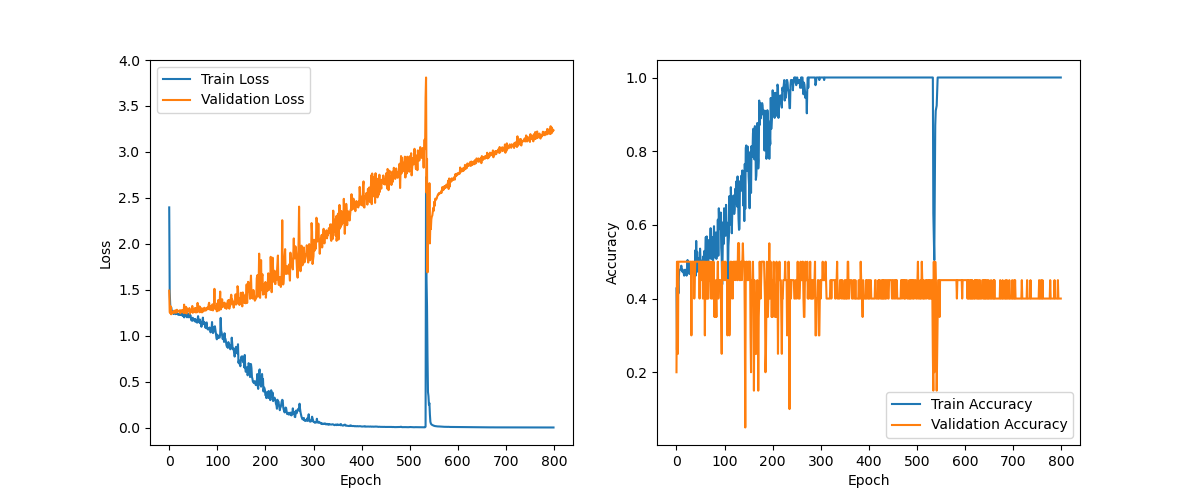 4.0
3.5
3.0
2.5
2.0
1.5
1.0
0.5
0.0
Loss
Train Loss
Validation Loss
0 100 200 300 400 500 600 700 800
Epoch
1.0
0.8
0.6
0.4
0.2
Accuracy
Train Accuracy
Validation Accuracy
0 100 200 300 400 500 600 700 800
Epoch